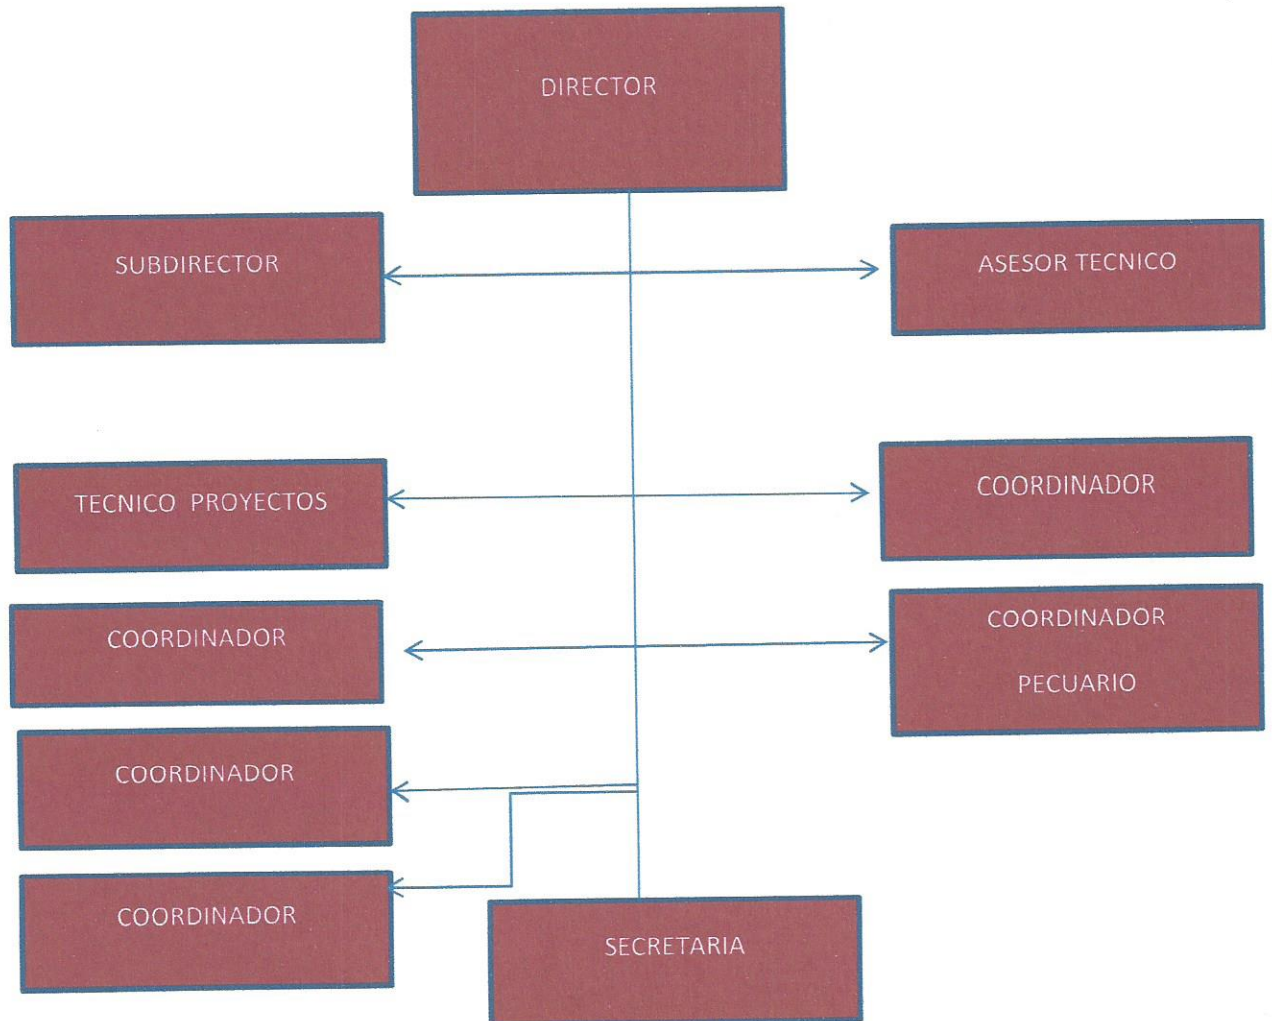 DIRECTOR
SUBDIRECTOR
ASESOR TECNICO
TECNICO PROYECTOS
COORDINADOR
COORDINADOR
COORDINADOR
PECUARIO
COORDINADOR
COORDINADOR
SECRETARIA